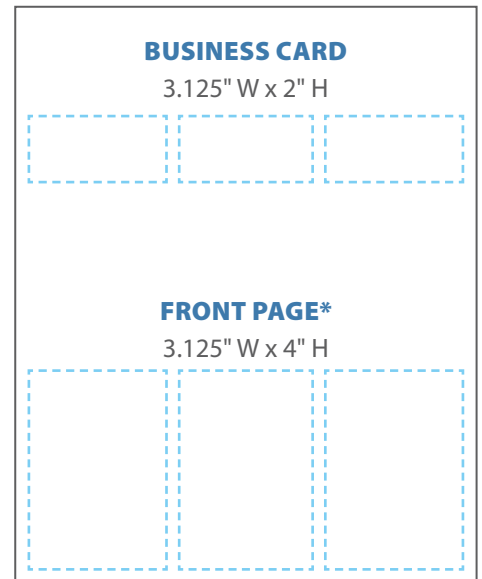 BUSINESS CARD
3.125" W x 2" H
FRONT PAGE*
3.125" W x 4" H